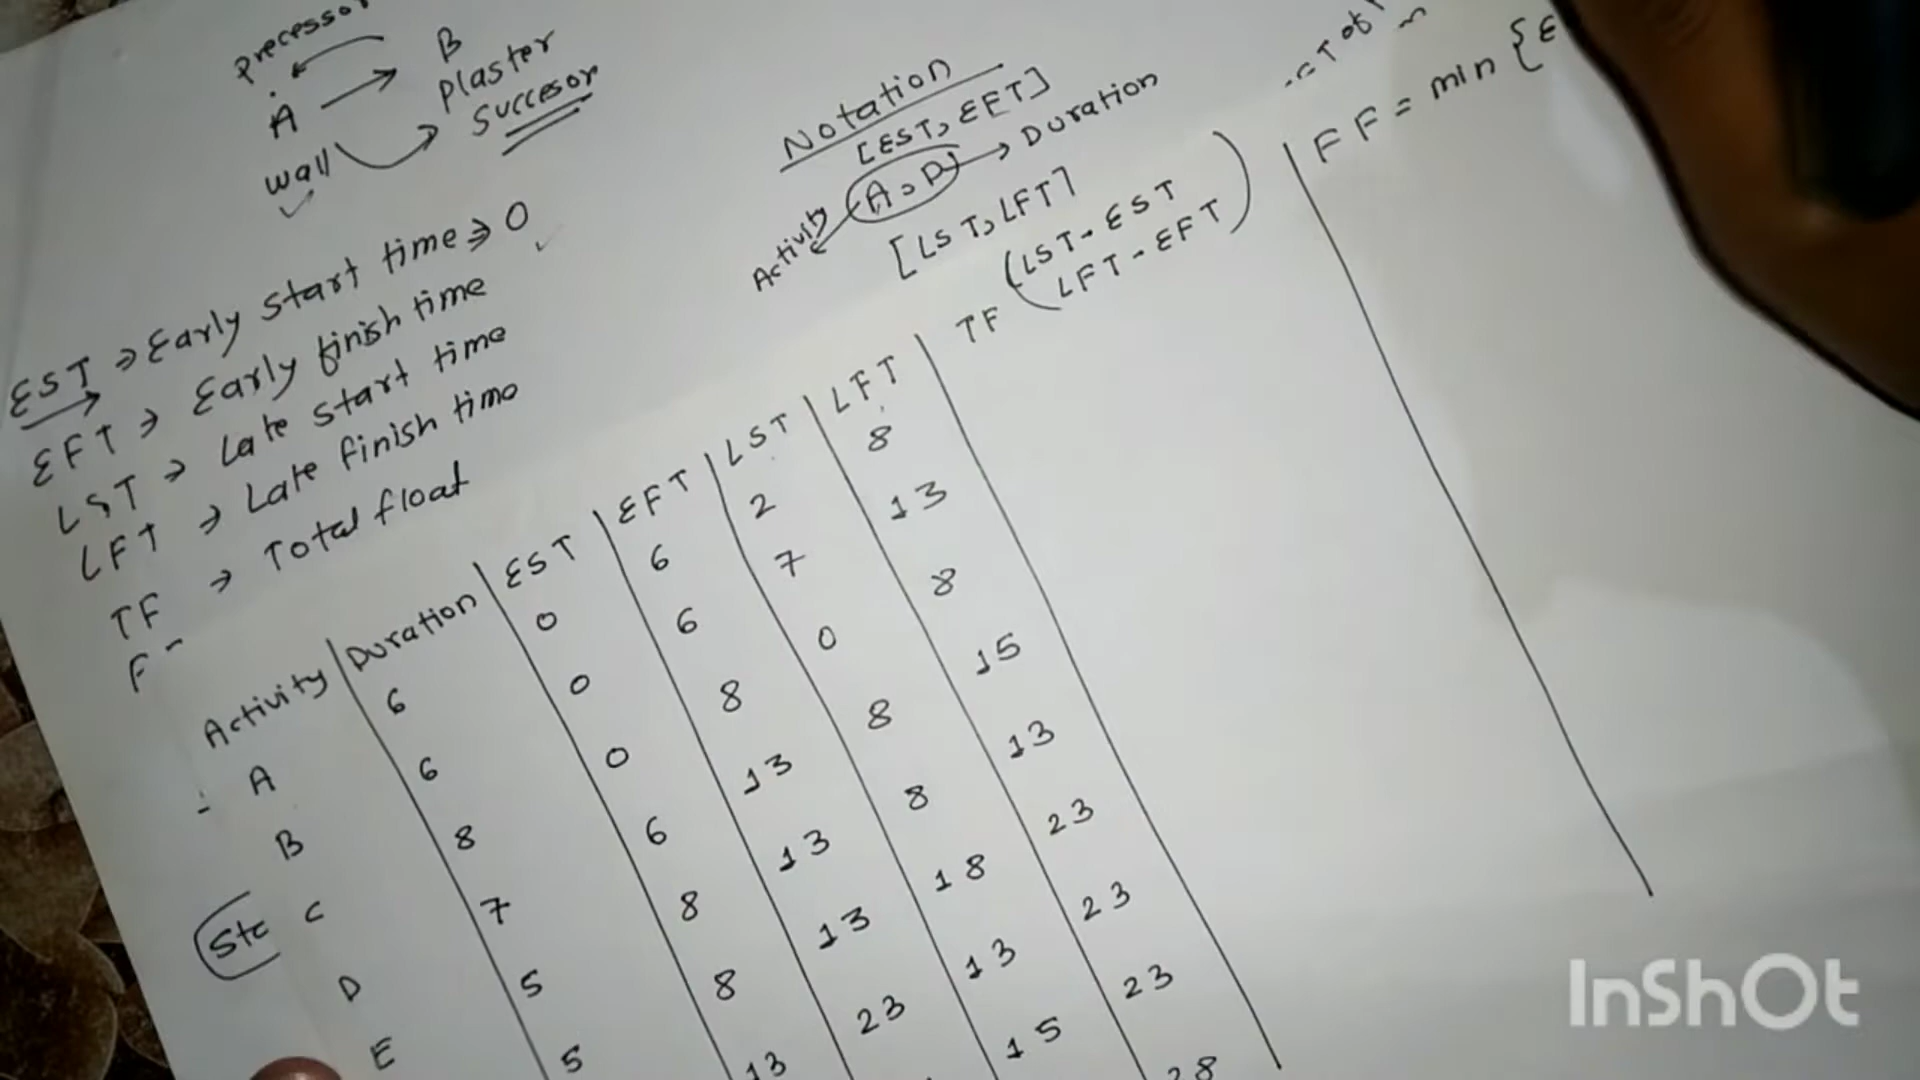 Precessor
A → B
wall plaster
Succesor
Notation
[EST, EFT]
(A, D) → Duration
Activity
[LST, LFT]
EST ⇒ Early start time ⇒ 0
EFT ⇒ Early finish time
LST ⇒ Late start time
LFT ⇒ Late finish time
TF ⇒ Total float
F
FF = min {E
Activity | Duration | EST | EFT | LST | LFT | TF (LST - EST
LFT - EFT)
A 6 0 6 2 8
B 6 0 6 7 13
C 8 0 8 0 8
D 7 6 13 8 15
E 5 8 13 8 13
5 8 13 18 23
13 23 13 23
15 23
28
Stc
InShOt